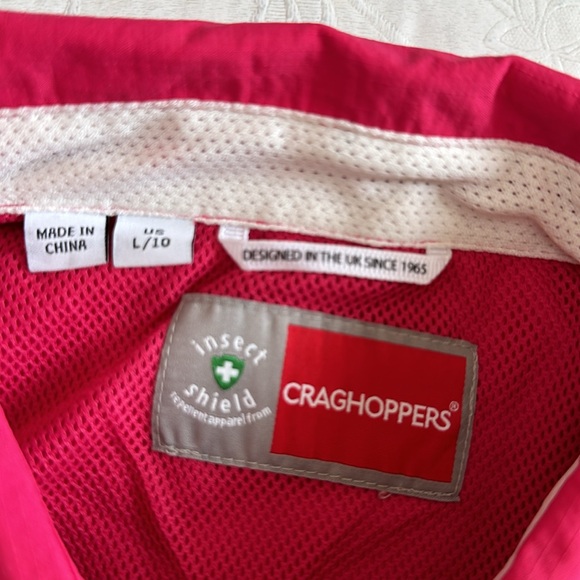 MADE IN
CHINA
US
L/10
DESIGNED IN THE UK SINCE 1965
insect
shield
repellent apparel from
CRAGHOPPERS®